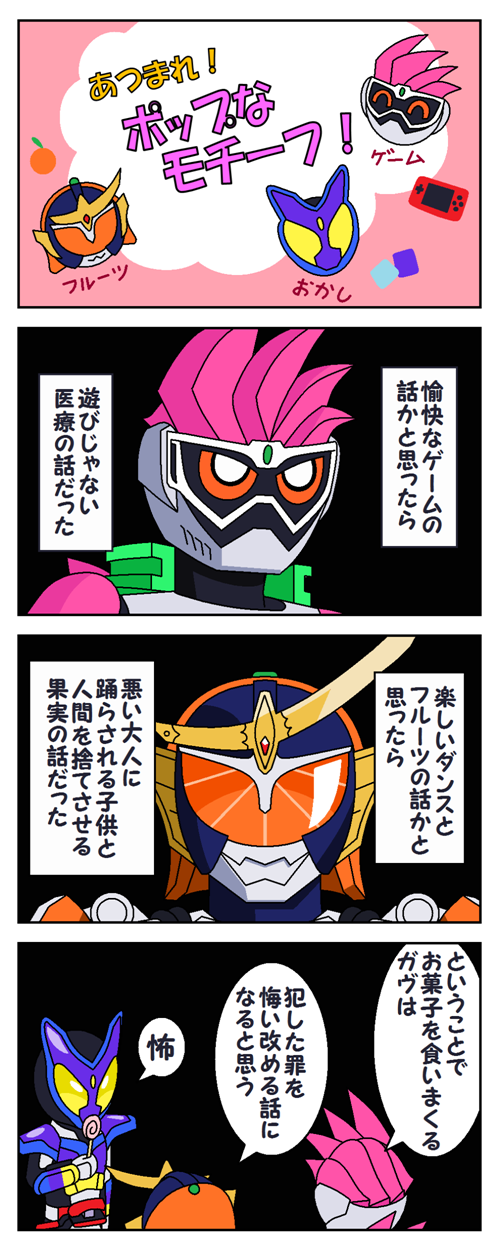 あつまれ!
ポップな
モチーフ!
ゲーム
フルーツ
おかし
愉快なゲームの
話かと思ったら
遊びじゃない
医療の話だった
楽しいダンスと
フルーツの話かと
思ったら
悪い大人に
踊らされる子供と
人間を捨てさせる
果実の話だった
ということで
お菓子を食いまくる
ガヴは
犯した罪を
悔い改める話に
なると思う
怖